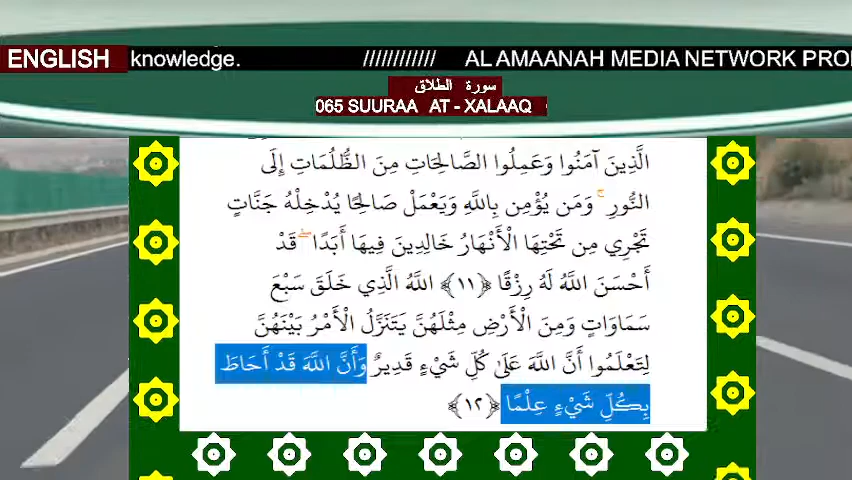 ENGLISH knowledge. //////////// AL AMAANAH MEDIA NETWORK PRO
سورة الطلاق
065 SUURAA AT - XALAAQ
الَّذِينَ آمَنُوا وَعَمِلُوا الصَّالِحَاتِ مِنَ الظُّلُمَاتِ إِلَى
النُّورِ ۚ وَمَن يُؤْمِن بِاللَّهِ وَيَعْمَلْ صَالِحًا يُدْخِلْهُ جَنَّاتٍ
تَجْرِي مِن تَحْتِهَا الْأَنْهَارُ خَالِدِينَ فِيهَا أَبَدًا ۖ قَدْ
أَحْسَنَ اللَّهُ لَهُ رِزْقًا ﴿١١﴾ اللَّهُ الَّذِي خَلَقَ سَبْعَ
سَمَاوَاتٍ وَمِنَ الْأَرْضِ مِثْلَهُنَّ يَتَنَزَّلُ الْأَمْرُ بَيْنَهُنَّ
لِتَعْلَمُوا أَنَّ اللَّهَ عَلَىٰ كُلِّ شَيْءٍ قَدِيرٌ وَأَنَّ اللَّهَ قَدْ أَحَاطَ
بِكُلِّ شَيْءٍ عِلْمًا ﴿١٢﴾